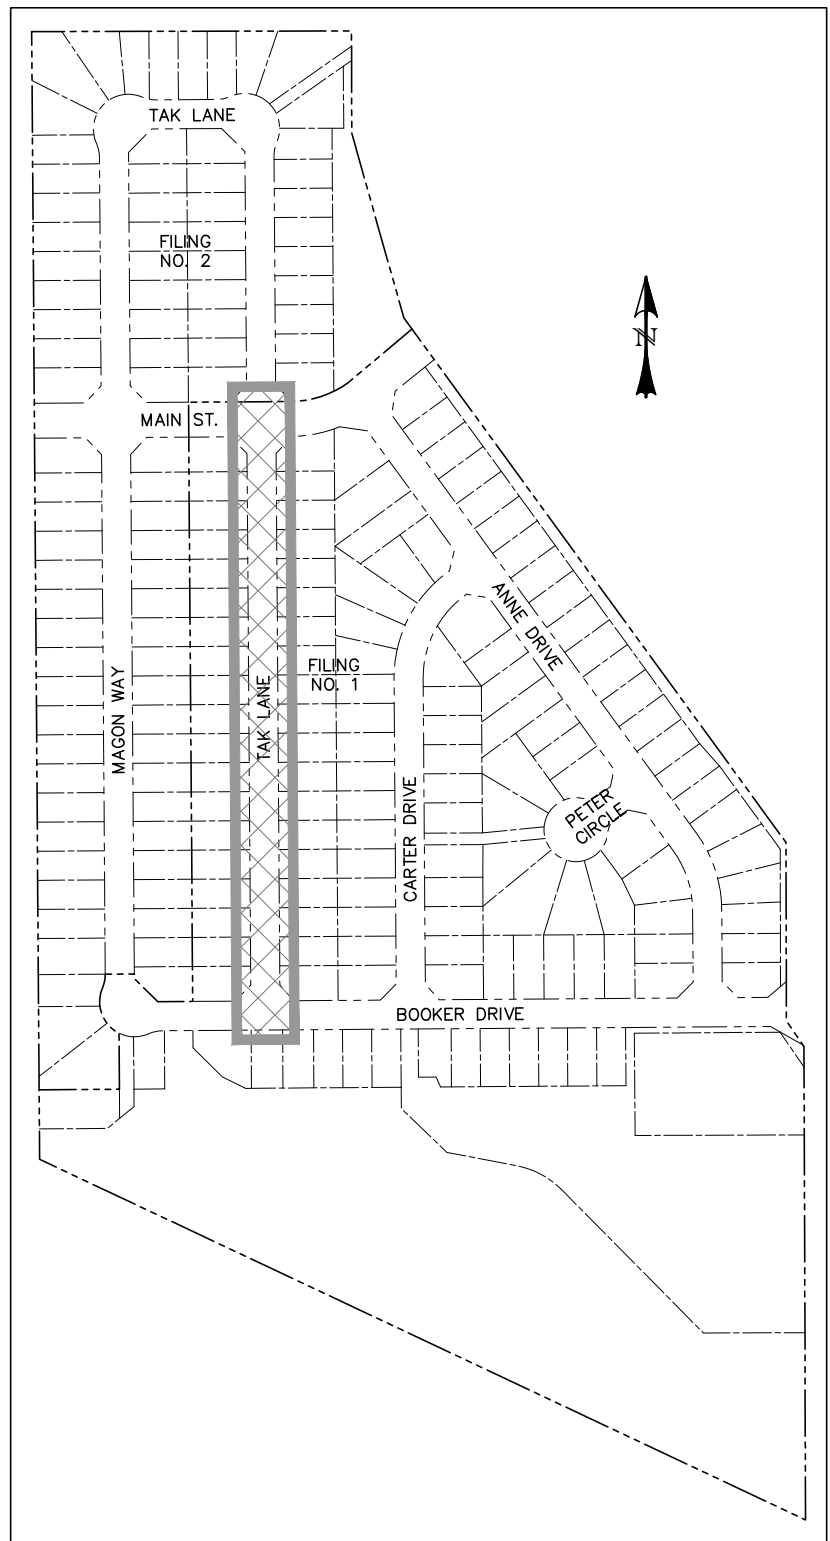 TAK LANE
FILING
NO. 2
N
MAIN ST.
ANNE DRIVE
FILING
NO. 1
MAGON WAY
TAK LANE
CARTER DRIVE
PETER
CIRCLE
BOOKER DRIVE